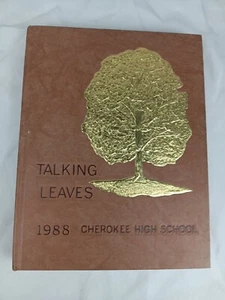 TALKING
LEAVES
1988 CHEROKEE HIGH SCHOOL